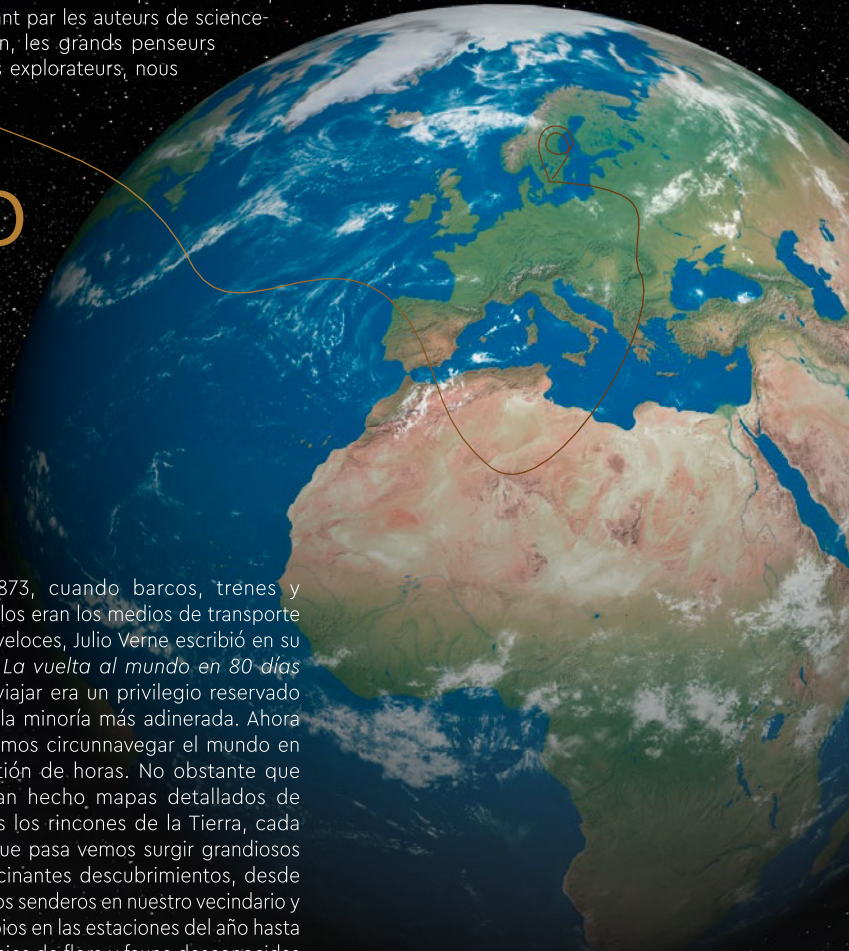 nt par les auteurs de science-
n, les grands penseurs
s explorateurs, nous
873, cuando barcos, trenes y
los eran los medios de transporte
veloces, Julio Verne escribió en su
La vuelta al mundo en 80 días
viajar era un privilegio reservado
la minoría más adinerada. Ahora
mos circunnavegar el mundo en
tión de horas. No obstante que
an hecho mapas detallados de
s los rincones de la Tierra, cada
ue pasa vemos surgir grandiosos
cinantes descubrimientos, desde
os senderos en nuestro vecindario y
bios en las estaciones del año hasta